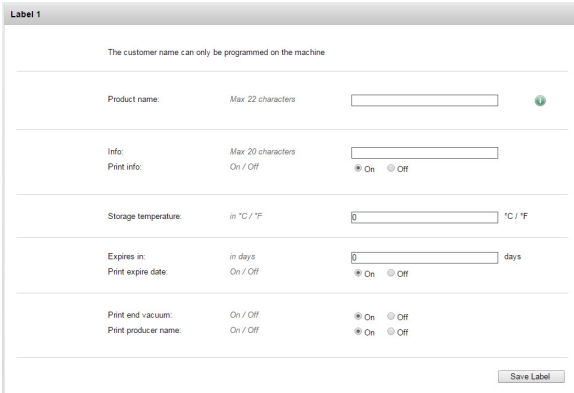 Label 1
The customer name can only be programmed on the machine
Product name: Max 22 characters
Info: Max 20 characters
Print info: On / Off On Off
Storage temperature: in °C / °F 0 °C / °F
Expires in: in days 0 days
Print expire date: On / Off On Off
Print end vacuum: On / Off On Off
Print producer name: On / Off On Off
Save Label